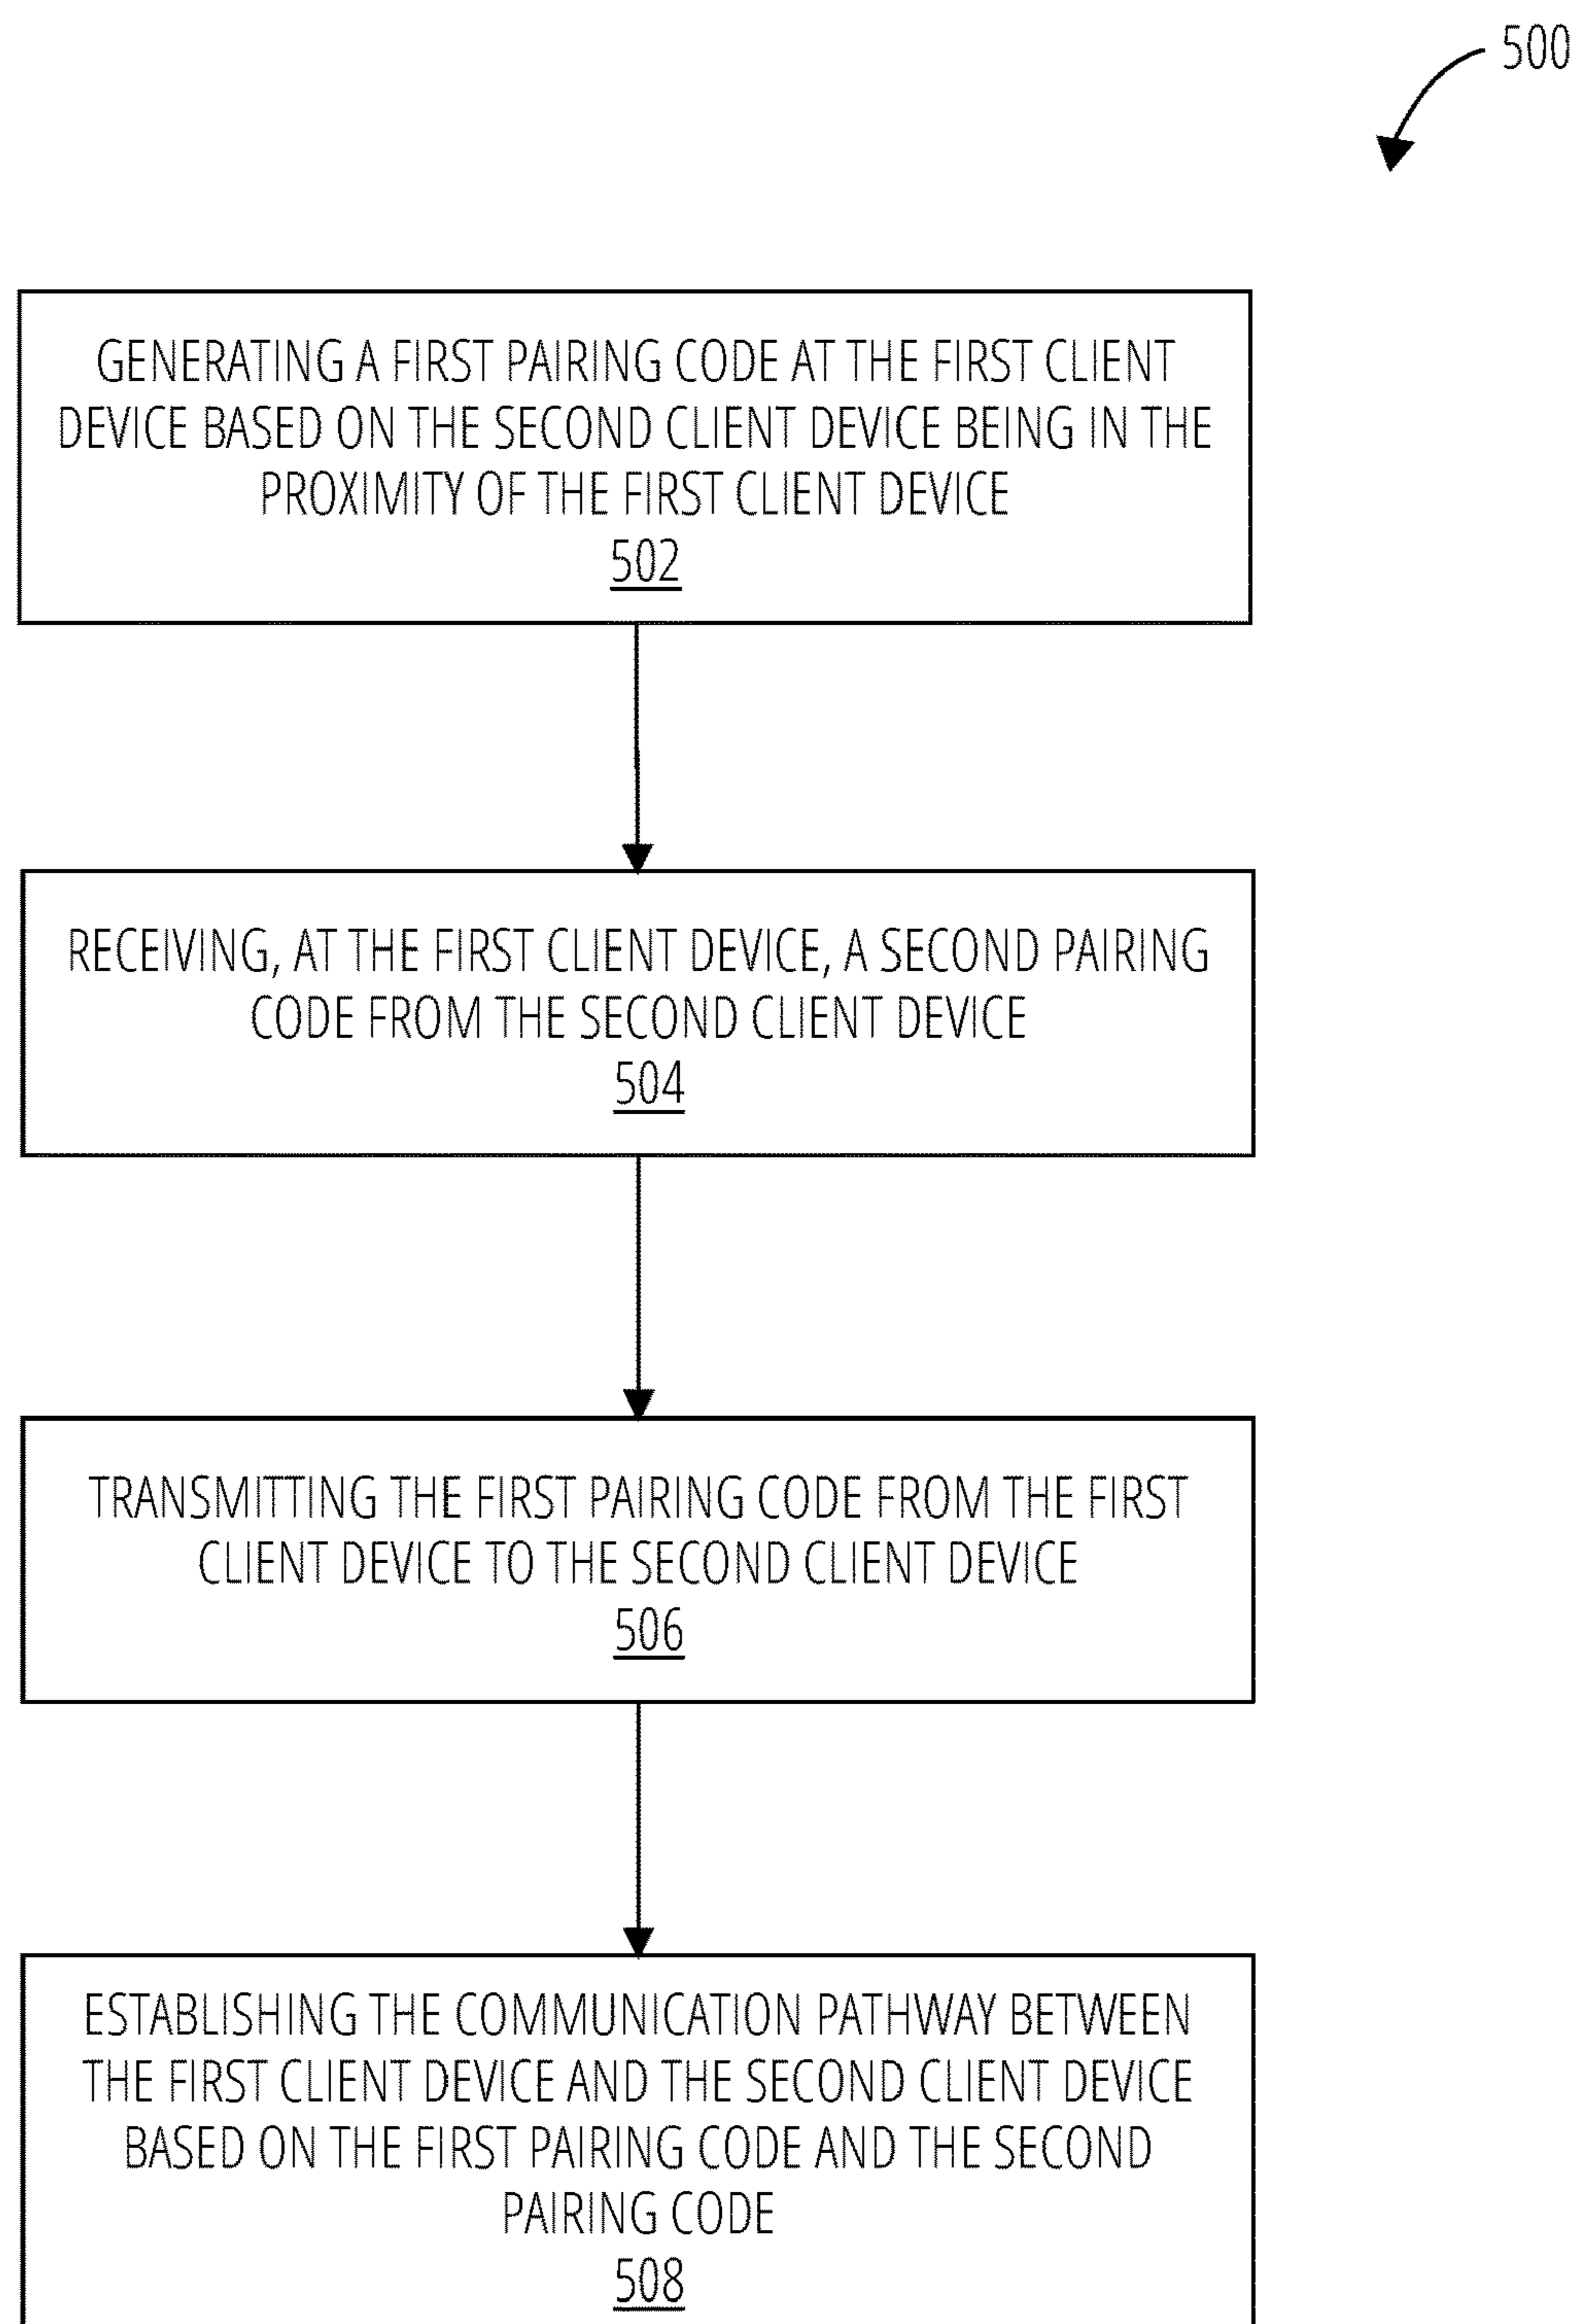 500
GENERATING A FIRST PAIRING CODE AT THE FIRST CLIENT
DEVICE BASED ON THE SECOND CLIENT DEVICE BEING IN THE
PROXIMITY OF THE FIRST CLIENT DEVICE
502
RECEIVING, AT THE FIRST CLIENT DEVICE, A SECOND PAIRING
CODE FROM THE SECOND CLIENT DEVICE
504
TRANSMITTING THE FIRST PAIRING CODE FROM THE FIRST
CLIENT DEVICE TO THE SECOND CLIENT DEVICE
506
ESTABLISHING THE COMMUNICATION PATHWAY BETWEEN
THE FIRST CLIENT DEVICE AND THE SECOND CLIENT DEVICE
BASED ON THE FIRST PAIRING CODE AND THE SECOND
PAIRING CODE
508